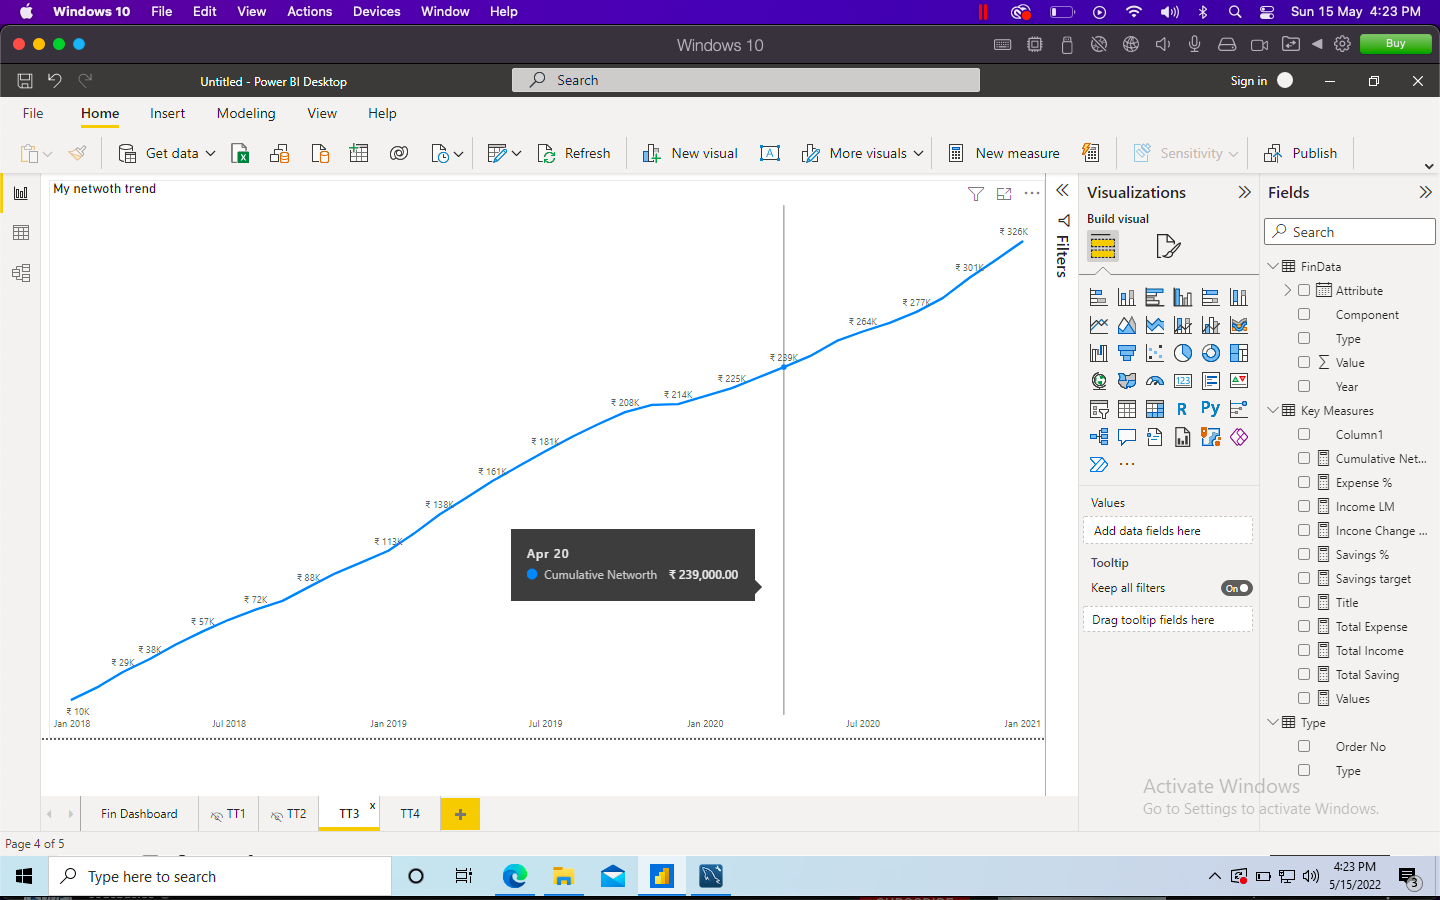 Windows 10 File Edit View Actions Devices Window Help Sun 15 May 4:23 PM
Windows 10 Buy
Untitled - Power BI Desktop Search Sign in
File Home Insert Modeling View Help
Get data Refresh A New visual More visuals New measure Sensitivity Publish
My netwoth trend
₹ 326K
₹ 301K
₹ 277K
₹ 264K
₹ 239K
₹ 225K
₹ 214K
₹ 208K
₹ 181K
₹ 161K
₹ 138K
₹ 113K
₹ 88K
₹ 72K
₹ 57K
₹ 38K
₹ 29K
₹ 10K
Apr 20
Cumulative Networth ₹ 239,000.00
Jan 2018 Jul 2018 Jan 2019 Jul 2019 Jan 2020 Jul 2020 Jan 2021
Filters
Visualizations
Build visual
123
R Py
Values
Add data fields here
Tooltip
Keep all filters On
Drag tooltip fields here
Fields
Search
FinData
Attribute
Component
Type
Value
Year
Key Measures
Column1
Cumulative Net...
Expense %
Income LM
Incone Change ...
Savings %
Savings target
Title
Total Expense
Total Income
Total Saving
Values
Type
Order No
Type
Activate Windows
Go to Settings to activate Windows.
Fin Dashboard TT1 TT2 TT3 x TT4 +
Page 4 of 5
Type here to search
4:23 PM
5/15/2022
3